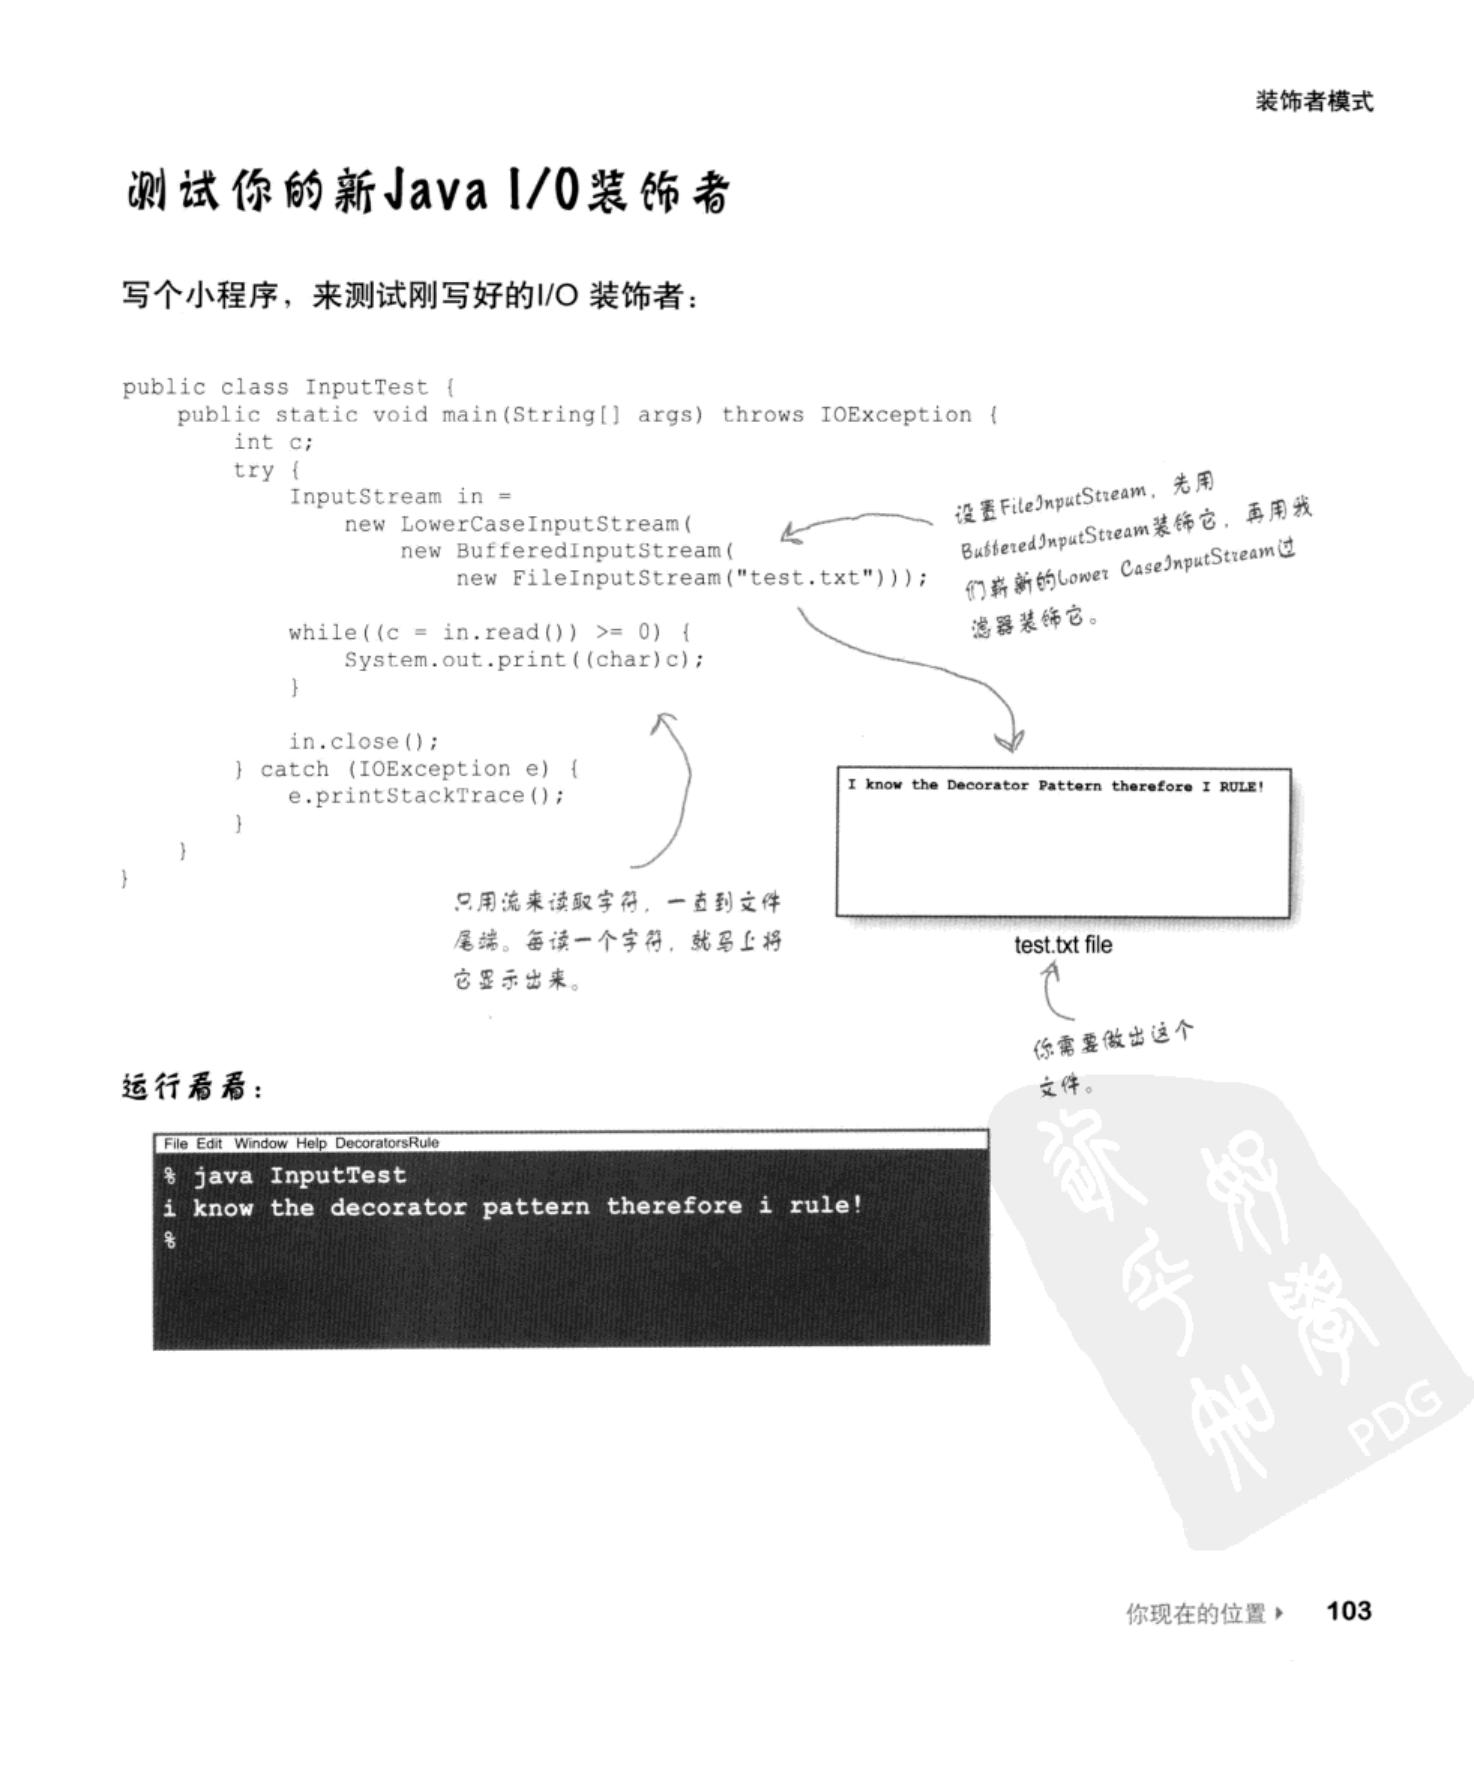 装饰者模式
测试你的新Java I/O装饰者
写个小程序，来测试刚写好的I/O 装饰者：
public class InputTest {
    public static void main(String[] args) throws IOException {
        int c;
        try {
            InputStream in =
                new LowerCaseInputStream(
                    new BufferedInputStream(
                        new FileInputStream("test.txt")));
            while((c = in.read()) >= 0) {
                System.out.print((char)c);
            }
            in.close();
        } catch (IOException e) {
            e.printStackTrace();
        }
    }
}
设置FileInputStream，先用
BufferedInputStream装饰它，再用我
们崭新的Lower CaseInputStream过
滤器装饰它。
I know the Decorator Pattern therefore I RULE!
test.txt file
只用流来读取字符，一直到文件
尾端。每读一个字符，就马上将
它显示出来。
你需要做出这个
文件。
运行看看：
File Edit Window Help DecoratorsRule
% java InputTest
i know the decorator pattern therefore i rule!
%
PDG
你现在的位置 ▸ 103